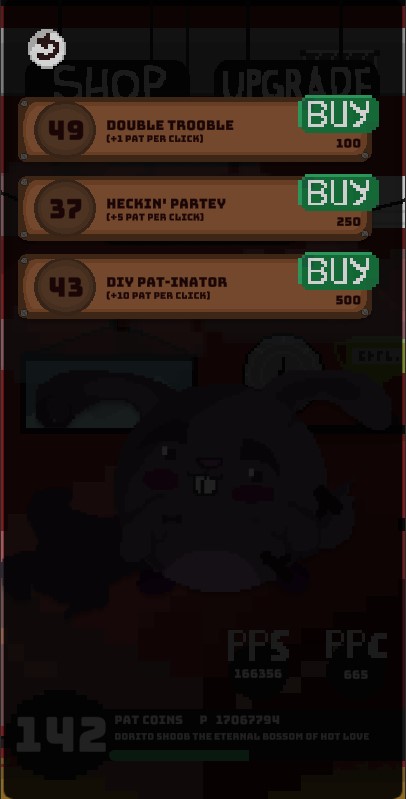 SHOP UPGRADE
49 DOUBLE TROOBLE BUY
(+1 PAT PER CLICK) 100
37 HECKIN' PARTEY BUY
(+5 PAT PER CLICK) 250
43 DIY PAT-INATOR BUY
(+10 PAT PER CLICK) 500
CTRL.
PPS PPC
166356 665
142 PAT COINS P 17067794
DORITO SHOOB THE ETERNAL BOSSOM OF HOT LOVE